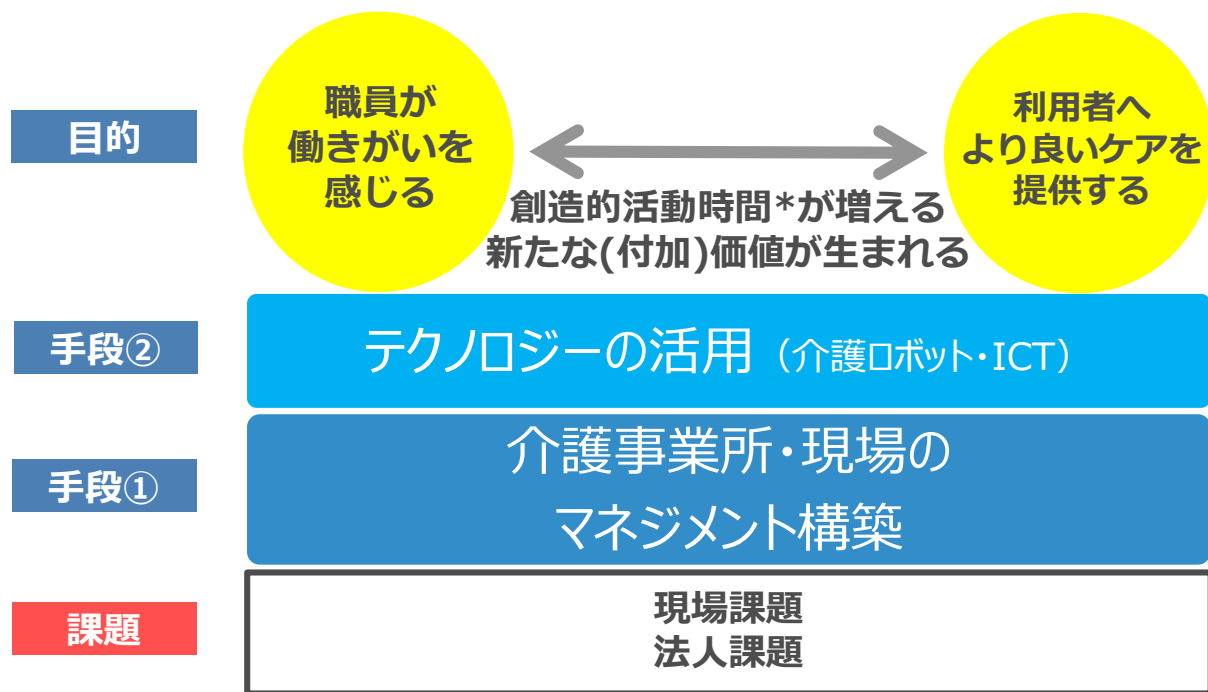 目的
職員が
働きがいを
感じる
利用者へ
より良いケアを
提供する
創造的活動時間*が増える
新たな(付加)価値が生まれる
手段②
テクノロジーの活用（介護ロボット・ICT）
手段①
介護事業所・現場の
マネジメント構築
課題
現場課題
法人課題